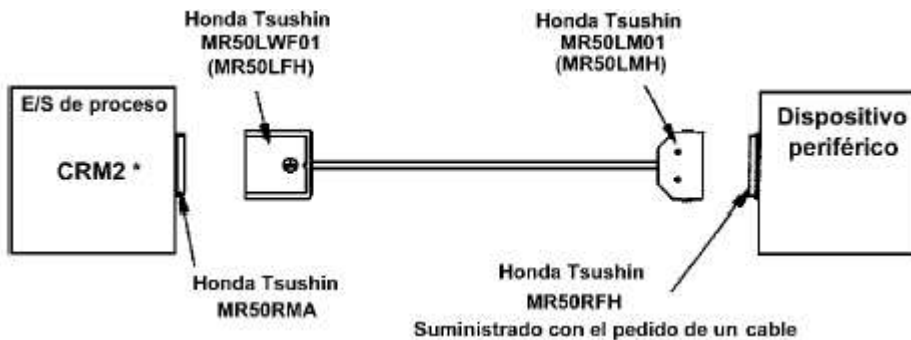 Honda Tsushin
MR50LWF01
(MR50LFH)
Honda Tsushin
MR50LM01
(MR50LMH)
E/S de proceso
CRM2 *
Dispositivo
periférico
Honda Tsushin
MR50RMA
Honda Tsushin
MR50RFH
Suministrado con el pedido de un cable